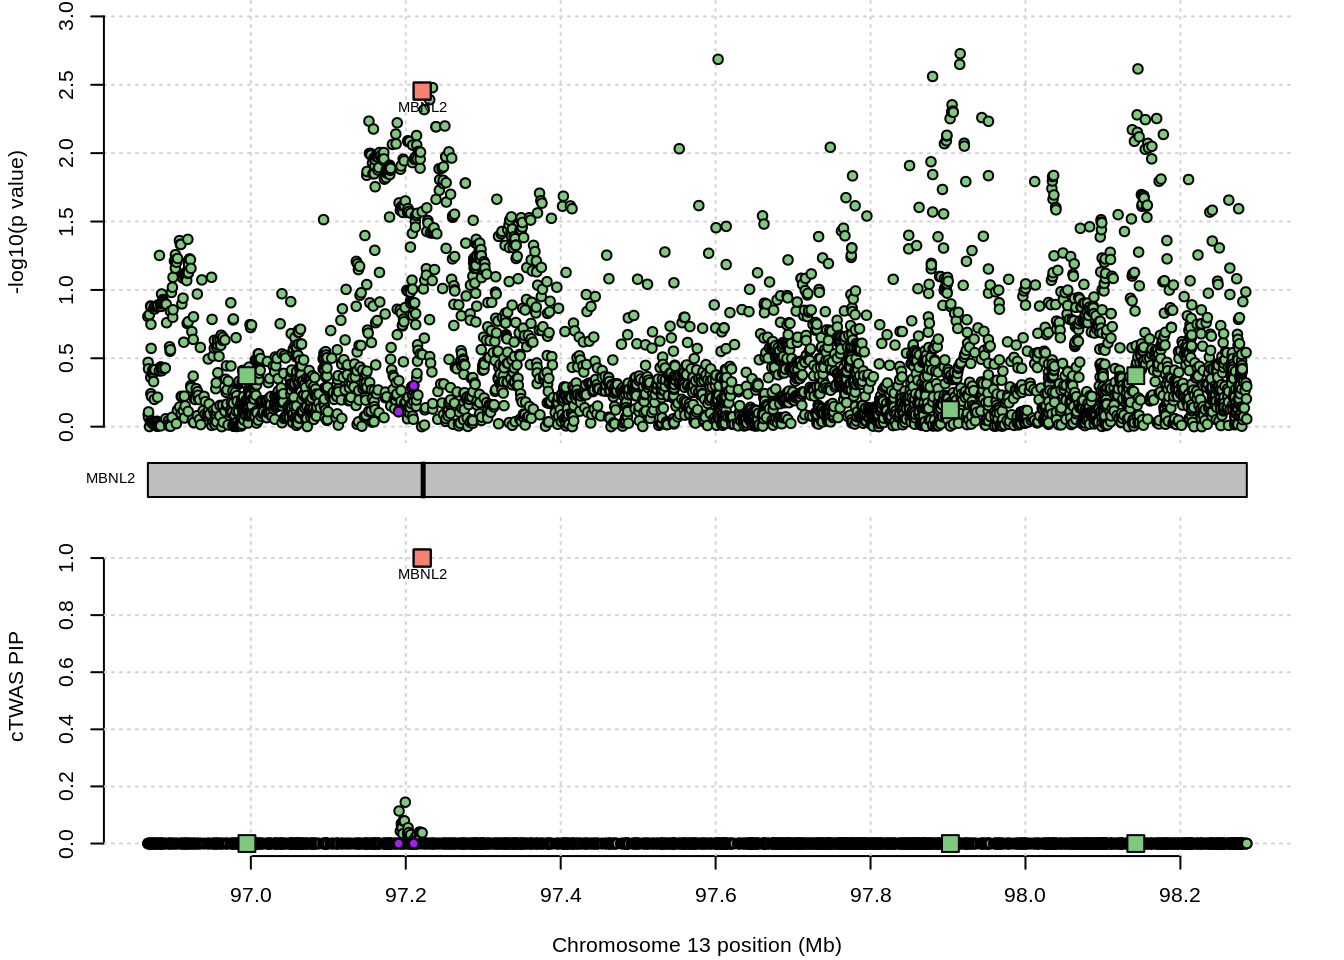 -log10(p value)
3.0
2.5
2.0
1.5
1.0
0.5
0.0
MBNL2
MBNL2
cTWAS PIP
1.0
0.8
0.6
0.4
0.2
0.0
MBNL2
97.0 97.2 97.4 97.6 97.8 98.0 98.2
Chromosome 13 position (Mb)